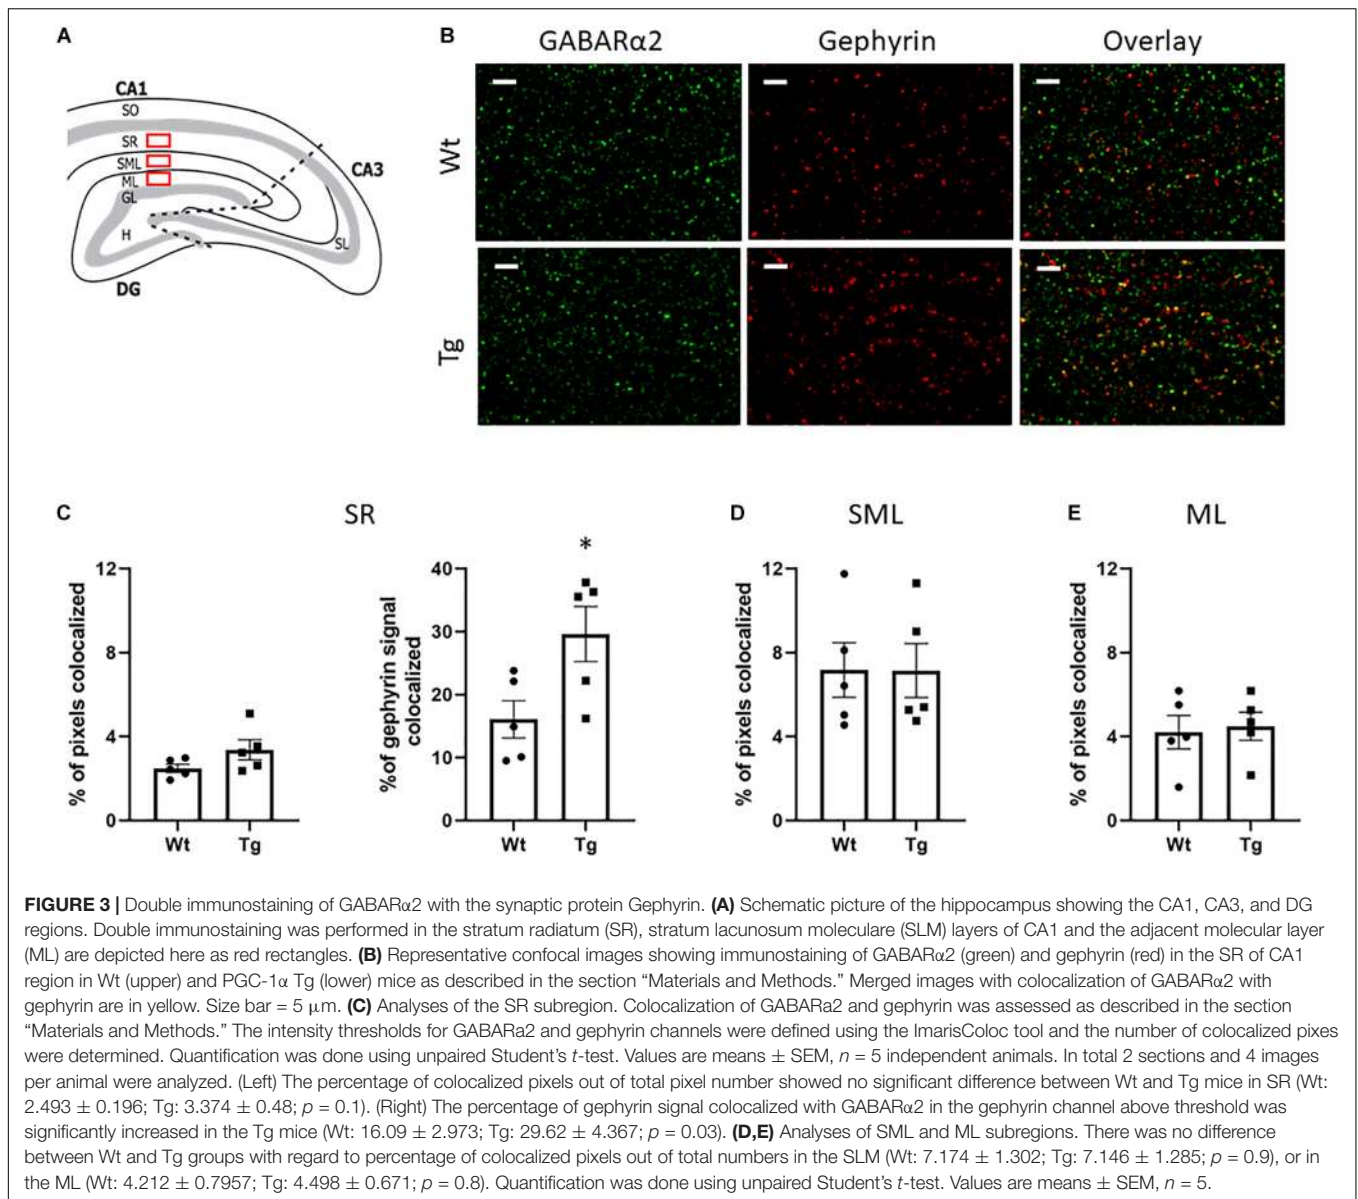 A
CA1
SO
SR
SML
ML
GL
H
SL
CA3
DG
B
GABARα2
Gephyrin
Overlay
Wt
Tg
C
SR
% of pixels colocalized
12
8
4
0
Wt
Tg
%of gephyrin signal
colocalized
*
40
30
20
10
0
Wt
Tg
D
SML
% of pixels colocalized
12
8
4
0
Wt
Tg
E
ML
% of pixels colocalized
12
8
4
0
Wt
Tg
FIGURE 3 | Double immunostaining of GABARα2 with the synaptic protein Gephyrin. (A) Schematic picture of the hippocampus showing the CA1, CA3, and DG
regions. Double immunostaining was performed in the stratum radiatum (SR), stratum lacunosum moleculare (SLM) layers of CA1 and the adjacent molecular layer
(ML) are depicted here as red rectangles. (B) Representative confocal images showing immunostaining of GABARα2 (green) and gephyrin (red) in the SR of CA1
region in Wt (upper) and PGC-1α Tg (lower) mice as described in the section “Materials and Methods.” Merged images with colocalization of GABARα2 with
gephyrin are in yellow. Size bar = 5 μm. (C) Analyses of the SR subregion. Colocalization of GABARa2 and gephyrin was assessed as described in the section
“Materials and Methods.” The intensity thresholds for GABARa2 and gephyrin channels were defined using the ImarisColoc tool and the number of colocalized pixes
were determined. Quantification was done using unpaired Student’s t-test. Values are means ± SEM, n = 5 independent animals. In total 2 sections and 4 images
per animal were analyzed. (Left) The percentage of colocalized pixels out of total pixel number showed no significant difference between Wt and Tg mice in SR (Wt:
2.493 ± 0.196; Tg: 3.374 ± 0.48; p = 0.1). (Right) The percentage of gephyrin signal colocalized with GABARα2 in the gephyrin channel above threshold was
significantly increased in the Tg mice (Wt: 16.09 ± 2.973; Tg: 29.62 ± 4.367; p = 0.03). (D,E) Analyses of SML and ML subregions. There was no difference
between Wt and Tg groups with regard to percentage of colocalized pixels out of total numbers in the SLM (Wt: 7.174 ± 1.302; Tg: 7.146 ± 1.285; p = 0.9), or in
the ML (Wt: 4.212 ± 0.7957; Tg: 4.498 ± 0.671; p = 0.8). Quantification was done using unpaired Student’s t-test. Values are means ± SEM, n = 5.